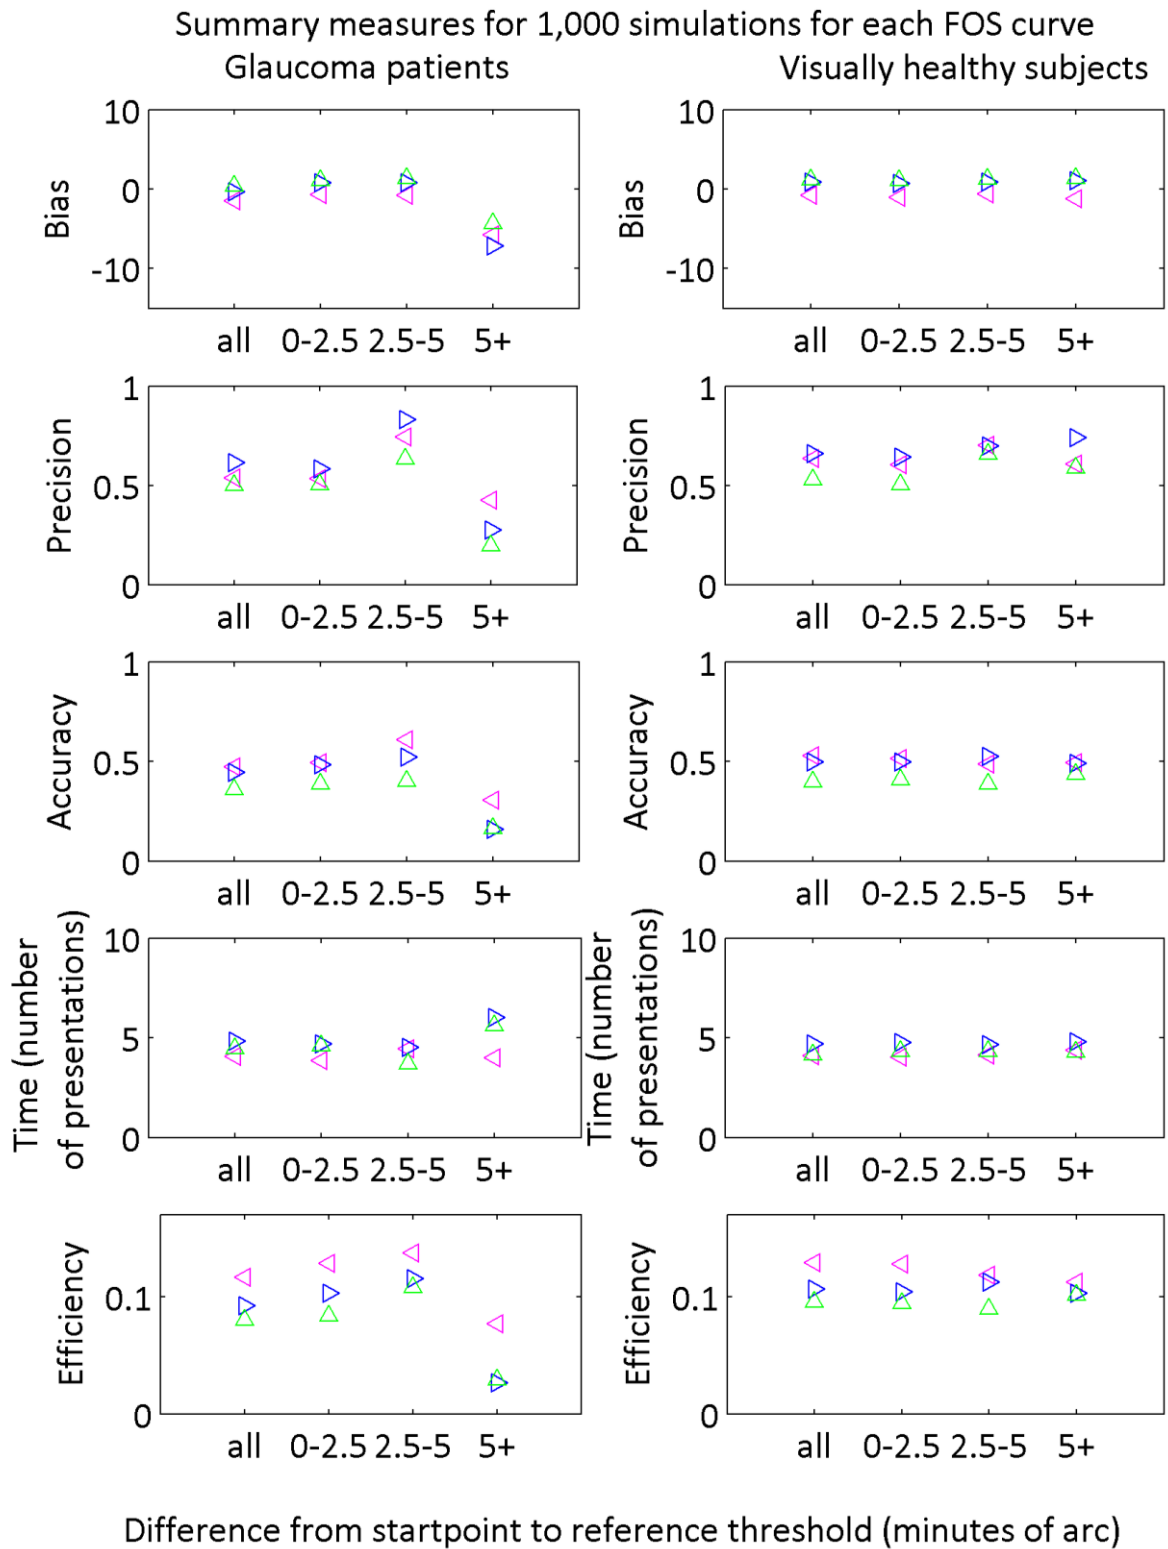 Summary measures for 1,000 simulations for each FOS curve
Glaucoma patients
Visually healthy subjects
Bias
10
0
-10
all 0-2.5 2.5-5 5+
Bias
10
0
-10
all 0-2.5 2.5-5 5+
Precision
1
0.5
0
all 0-2.5 2.5-5 5+
Precision
1
0.5
0
all 0-2.5 2.5-5 5+
Accuracy
1
0.5
0
all 0-2.5 2.5-5 5+
Accuracy
1
0.5
0
all 0-2.5 2.5-5 5+
Time (number
of presentations)
10
5
0
all 0-2.5 2.5-5 5+
Time (number
of presentations)
10
5
0
all 0-2.5 2.5-5 5+
Efficiency
0.1
0
all 0-2.5 2.5-5 5+
Efficiency
0.1
0
all 0-2.5 2.5-5 5+
Difference from startpoint to reference threshold (minutes of arc)